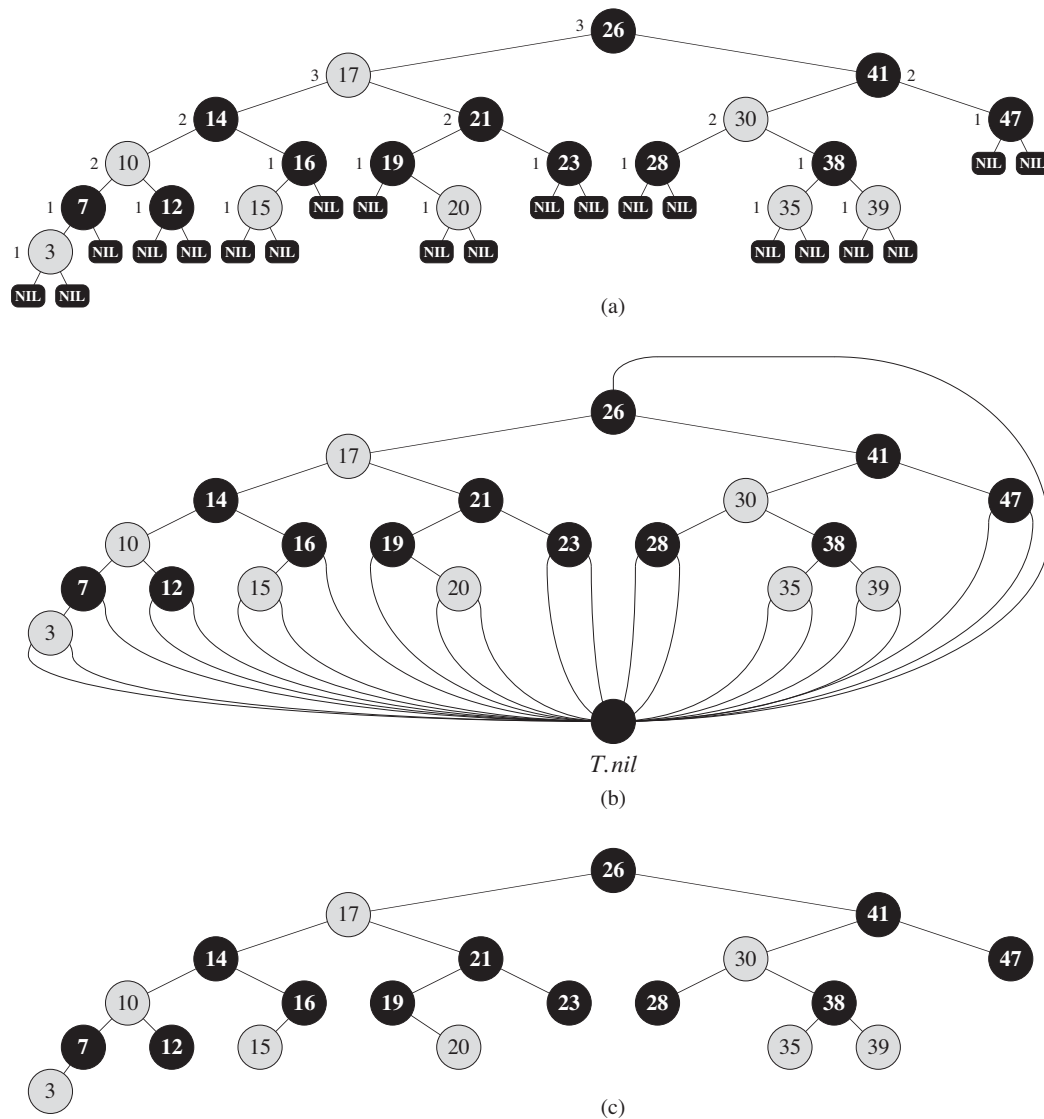 3 26
3 17 41 2
2 14 2 21 2 30 1 47
2 10 1 16 1 19 1 23 1 28 1 38 NIL NIL
1 7 1 12 1 15 NIL NIL 1 20 NIL NIL NIL NIL 1 35 1 39
1 3 NIL NIL NIL NIL NIL NIL NIL NIL NIL NIL NIL NIL
NIL NIL
(a)
26
17 41
14 21 30 47
10 16 19 23 28 38
7 12 15 20 35 39
3
T.nil
(b)
26
17 41
14 21 30 47
10 16 19 23 28 38
7 12 15 20 35 39
3
(c)